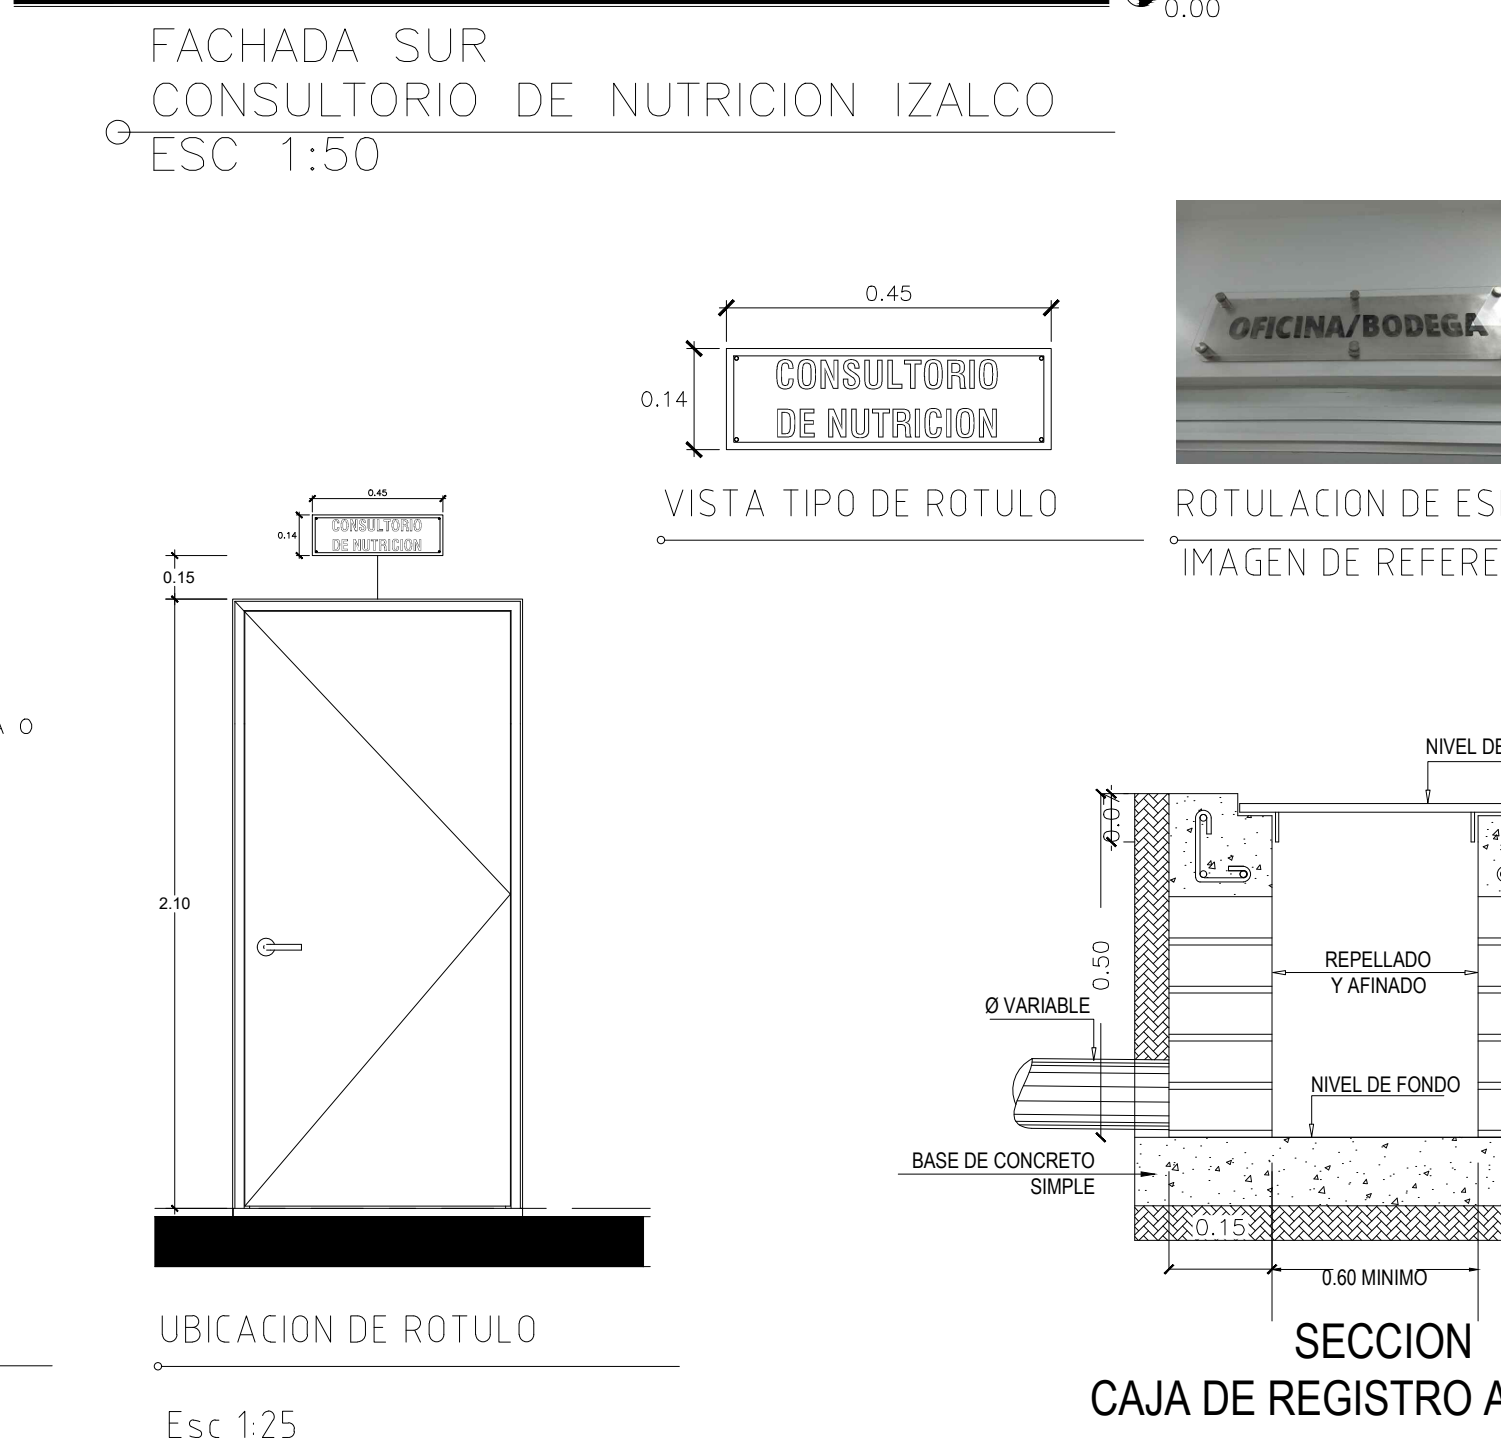 0.00
FACHADA SUR
CONSULTORIO DE NUTRICION IZALCO
ESC 1:50
0.45
0.14
CONSULTORIO
DE NUTRICION
VISTA TIPO DE ROTULO
OFICINA/BODEGA
ROTULACION DE
IMAGEN DE
0.45
0.14
CONSULTORIO
DE NUTRICION
0.15
2.10
O
UBICACION DE ROTULO
Esc 1:25
NIVEL DE
0.07
0.50
REPELLADO
Y AFINADO
Ø VARIABLE
NIVEL DE FONDO
BASE DE CONCRETO
SIMPLE
0.15
0.60 MINIMO
SECCION
CAJA DE REGISTRO